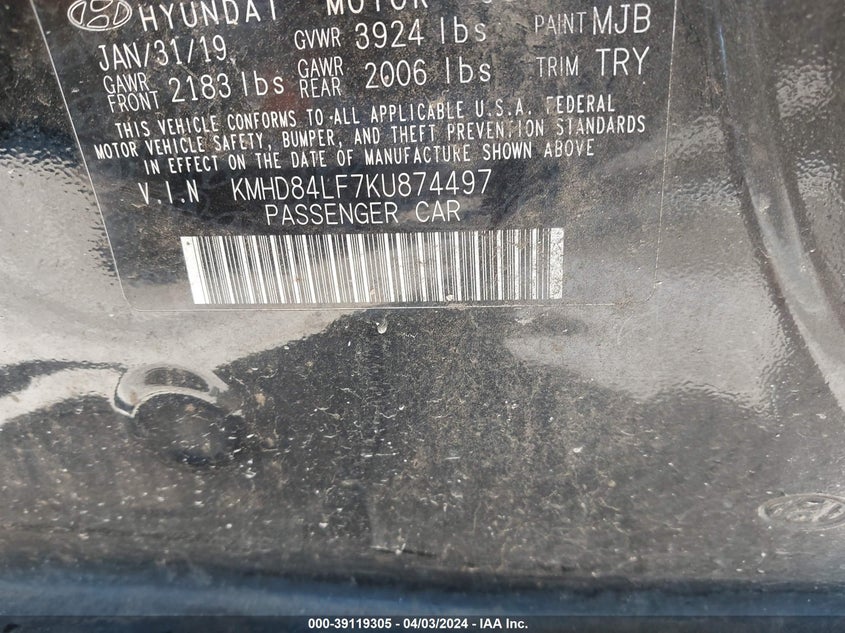 HYUNDAI MOTOR
JAN/31/19 GVWR 3924 lbs PAINT MJB
GAWR FRONT 2183 lbs GAWR REAR 2006 lbs TRIM TRY
THIS VEHICLE CONFORMS TO ALL APPLICABLE U.S.A. FEDERAL
MOTOR VEHICLE SAFETY, BUMPER, AND THEFT PREVENTION STANDARDS
IN EFFECT ON THE DATE OF MANUFACTURE SHOWN ABOVE
V.I.N KMHD84LF7KU874497
PASSENGER CAR
000-39119305 - 04/03/2024 - IAA Inc.